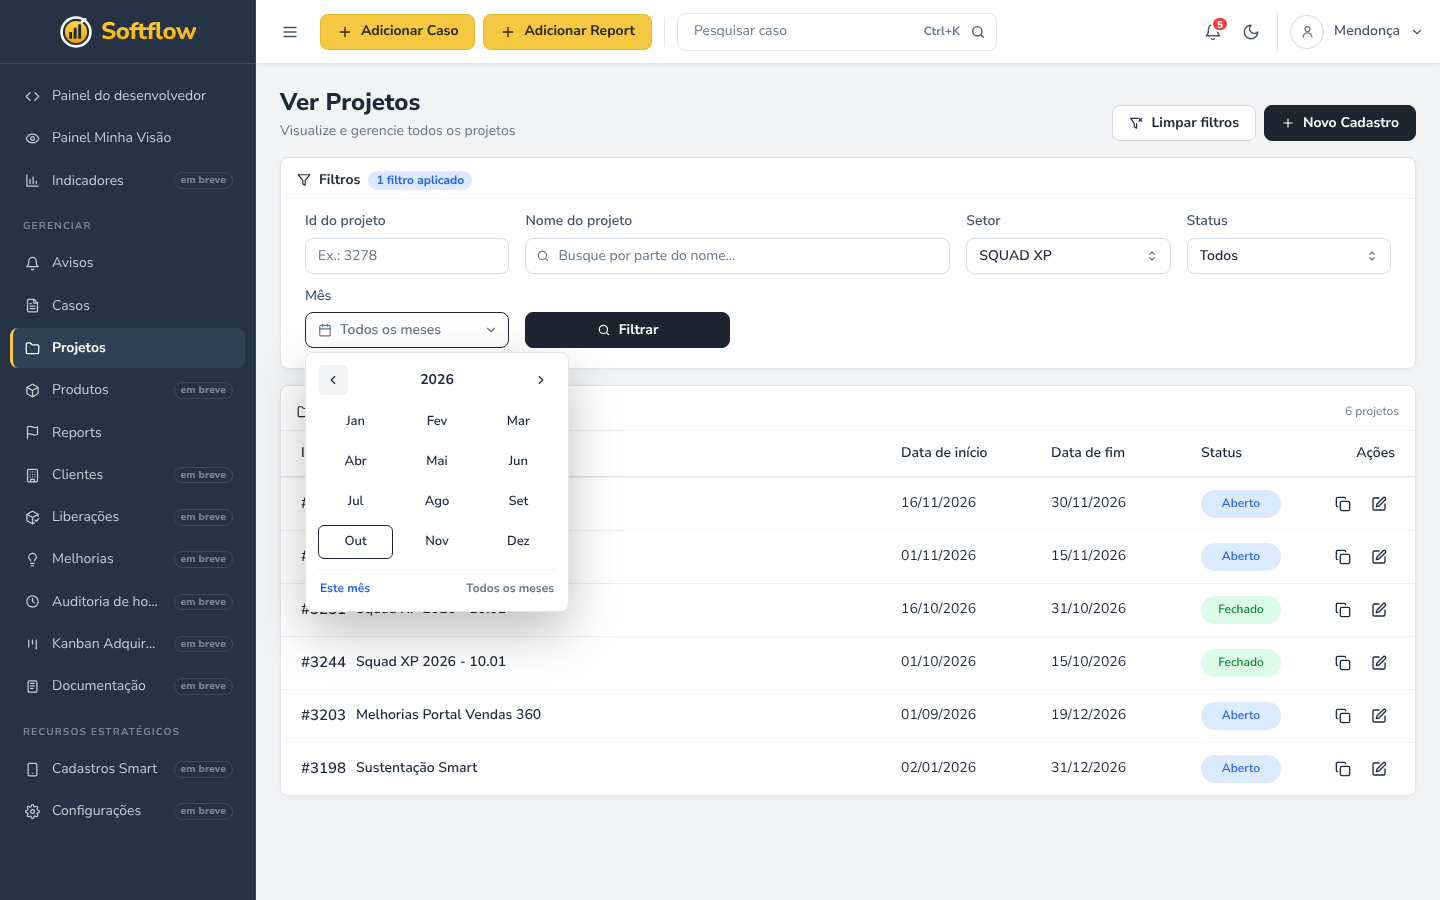 Softflow
Adicionar Caso
Adicionar Report
Pesquisar caso
Ctrl+K
5
Mendonça
Painel do desenvolvedor
Painel Minha Visão
Indicadores em breve
GERENCIAR
Avisos
Casos
Projetos
Produtos em breve
Reports
Clientes em breve
Liberações em breve
Melhorias em breve
Auditoria de ho... em breve
Kanban Adquir... em breve
Documentação em breve
RECURSOS ESTRATÉGICOS
Cadastros Smart em breve
Configurações em breve
Ver Projetos
Visualize e gerencie todos os projetos
Limpar filtros
Novo Cadastro
Filtros 1 filtro aplicado
Id do projeto
Nome do projeto
Setor
Status
Ex.: 3278
Busque por parte do nome...
SQUAD XP
Todos
Mês
Todos os meses
Filtrar
2026
Jan Fev Mar
Abr Mai Jun
Jul Ago Set
Out Nov Dez
Este mês Todos os meses
6 projetos
Data de início Data de fim Status Ações
16/11/2026 30/11/2026 Aberto
01/11/2026 15/11/2026 Aberto
16/10/2026 31/10/2026 Fechado
#3244 Squad XP 2026 - 10.01 01/10/2026 15/10/2026 Fechado
#3203 Melhorias Portal Vendas 360 01/09/2026 19/12/2026 Aberto
#3198 Sustentação Smart 02/01/2026 31/12/2026 Aberto